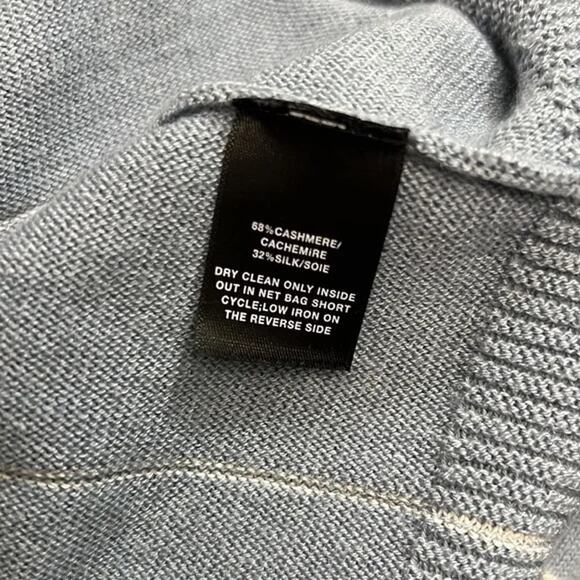 68%CASHMERE/
CACHEMiRE
32%SILK/SOIE
DRY CLEAN ONLY INSIDE
OUT IN NET BAG SHORT
CYCLE;LOW IRON ON
THE REVERSE SIDE